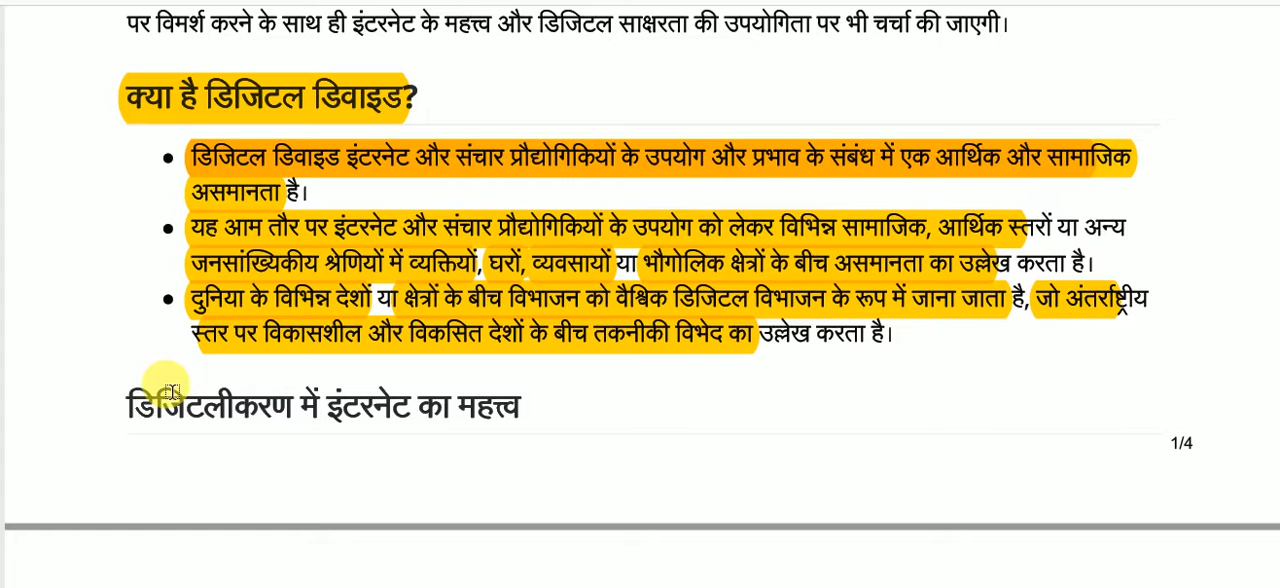 पर विमर्श करने के साथ ही इंटरनेट के महत्त्व और डिजिटल साक्षरता की उपयोगिता पर भी चर्चा की जाएगी।
क्या है डिजिटल डिवाइड?
• डिजिटल डिवाइड इंटरनेट और संचार प्रौद्योगिकियों के उपयोग और प्रभाव के संबंध में एक आर्थिक और सामाजिक
असमानता है।
• यह आम तौर पर इंटरनेट और संचार प्रौद्योगिकियों के उपयोग को लेकर विभिन्न सामाजिक, आर्थिक स्तरों या अन्य
जनसांख्यिकीय श्रेणियों में व्यक्तियों, घरों, व्यवसायों या भौगोलिक क्षेत्रों के बीच असमानता का उल्लेख करता है।
• दुनिया के विभिन्न देशों या क्षेत्रों के बीच विभाजन को वैश्विक डिजिटल विभाजन के रूप में जाना जाता है, जो अंतर्राष्ट्रीय
स्तर पर विकासशील और विकसित देशों के बीच तकनीकी विभेद का उल्लेख करता है।
डिजिटलीकरण में इंटरनेट का महत्त्व
1/4